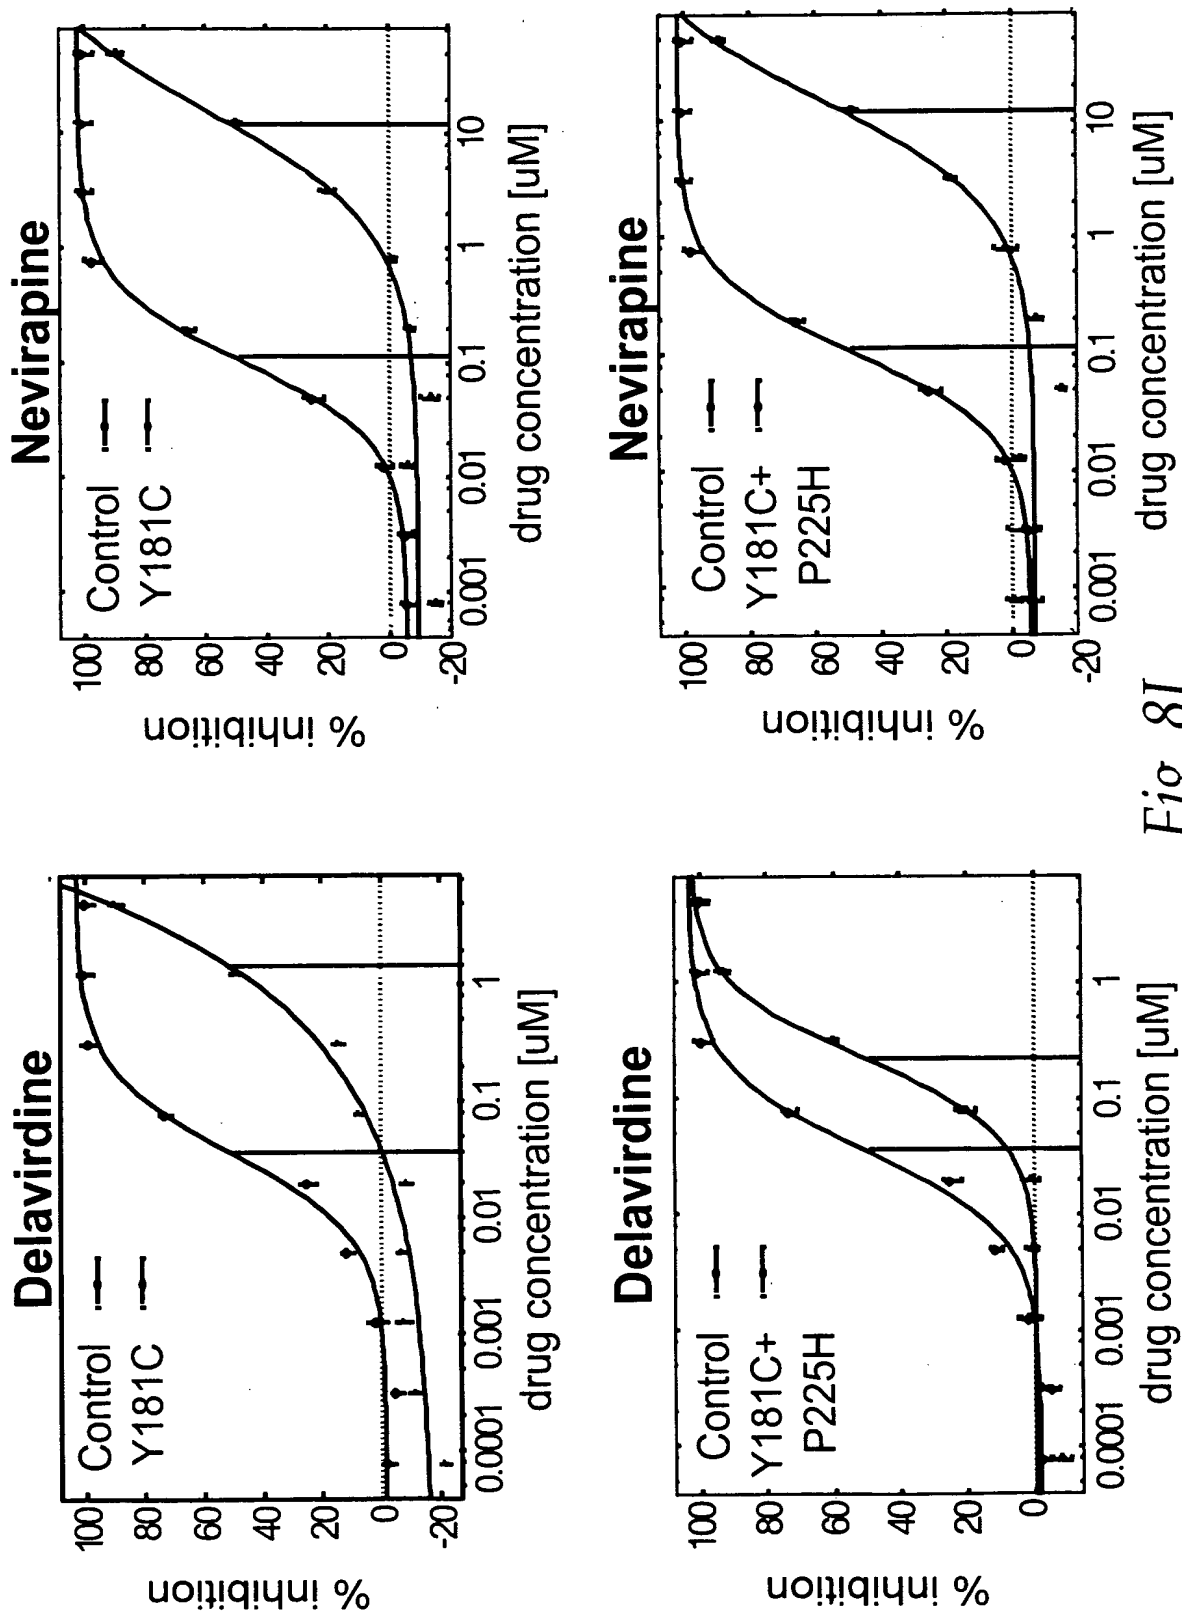 Delavirdine
Control
Y181C
% inhibition
100
80
60
40
20
0
-20
0.0001 0.001 0.01 0.1 1
drug concentration [uM]
Nevirapine
Control
Y181C
% inhibition
100
80
60
40
20
0
-20
0.001 0.01 0.1 1 10
drug concentration [uM]
Delavirdine
Control
Y181C+
P225H
% inhibition
100
80
60
40
20
0
0.0001 0.001 0.01 0.1 1
drug concentration [uM]
Nevirapine
Control
Y181C+
P225H
% inhibition
100
80
60
40
20
0
-20
0.001 0.01 0.1 1 10
drug concentration [uM]
Fig.